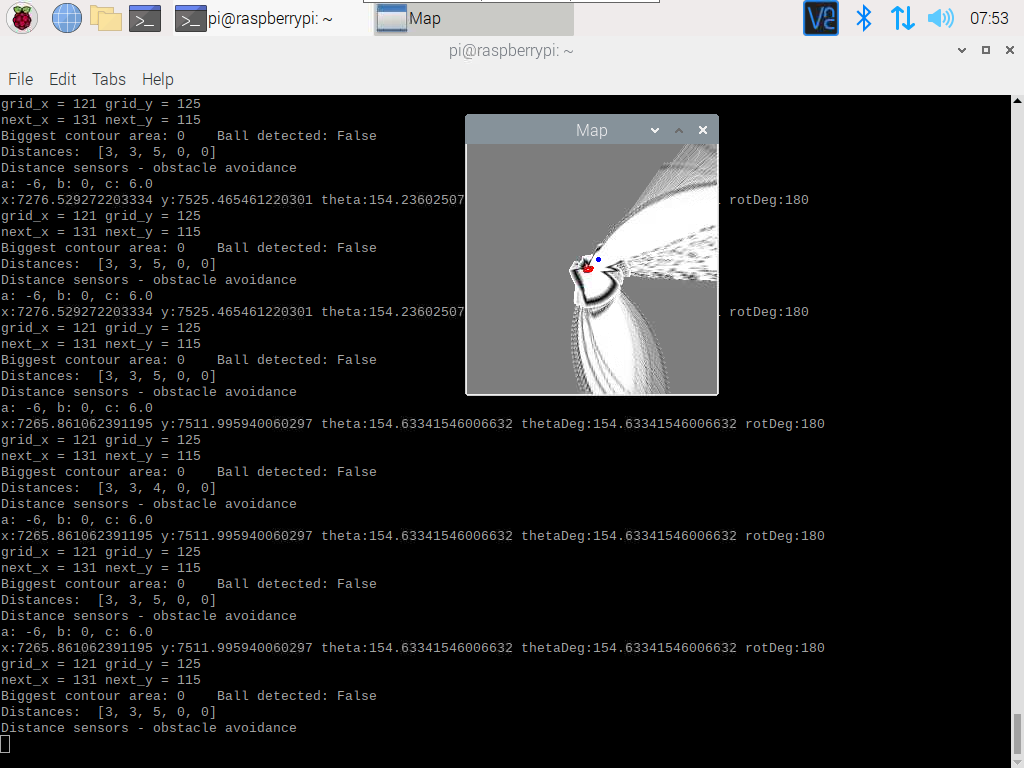 pi@raspberrypi: ~
Map
07:53
pi@raspberrypi: ~
File Edit Tabs Help
grid_x = 121 grid_y = 125
next_x = 131 next_y = 115
Biggest contour area: 0    Ball detected: False
Distances:  [3, 3, 5, 0, 0]
Distance sensors - obstacle avoidance
a: -6, b: 0, c: 6.0
x:7276.529272203334 y:7525.465461220301 theta:154.23602507
rotDeg:180
grid_x = 121 grid_y = 125
next_x = 131 next_y = 115
Biggest contour area: 0    Ball detected: False
Distances:  [3, 3, 5, 0, 0]
Distance sensors - obstacle avoidance
a: -6, b: 0, c: 6.0
x:7276.529272203334 y:7525.465461220301 theta:154.23602507
rotDeg:180
grid_x = 121 grid_y = 125
next_x = 131 next_y = 115
Biggest contour area: 0    Ball detected: False
Distances:  [3, 3, 5, 0, 0]
Distance sensors - obstacle avoidance
a: -6, b: 0, c: 6.0
x:7265.861062391195 y:7511.995940060297 theta:154.63341546006632 thetaDeg:154.63341546006632 rotDeg:180
grid_x = 121 grid_y = 125
next_x = 131 next_y = 115
Biggest contour area: 0    Ball detected: False
Distances:  [3, 3, 4, 0, 0]
Distance sensors - obstacle avoidance
a: -6, b: 0, c: 6.0
x:7265.861062391195 y:7511.995940060297 theta:154.63341546006632 thetaDeg:154.63341546006632 rotDeg:180
grid_x = 121 grid_y = 125
next_x = 131 next_y = 115
Biggest contour area: 0    Ball detected: False
Distances:  [3, 3, 5, 0, 0]
Distance sensors - obstacle avoidance
a: -6, b: 0, c: 6.0
x:7265.861062391195 y:7511.995940060297 theta:154.63341546006632 thetaDeg:154.63341546006632 rotDeg:180
grid_x = 121 grid_y = 125
next_x = 131 next_y = 115
Biggest contour area: 0    Ball detected: False
Distances:  [3, 3, 5, 0, 0]
Distance sensors - obstacle avoidance
Map